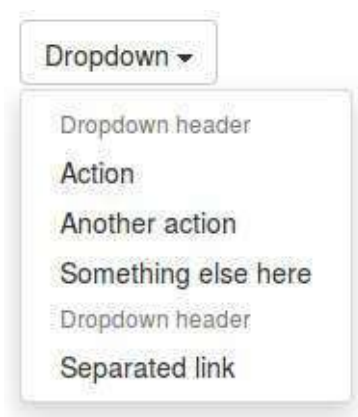 Dropdown
Dropdown header
Action
Another action
Something else here
Dropdown header
Separated link